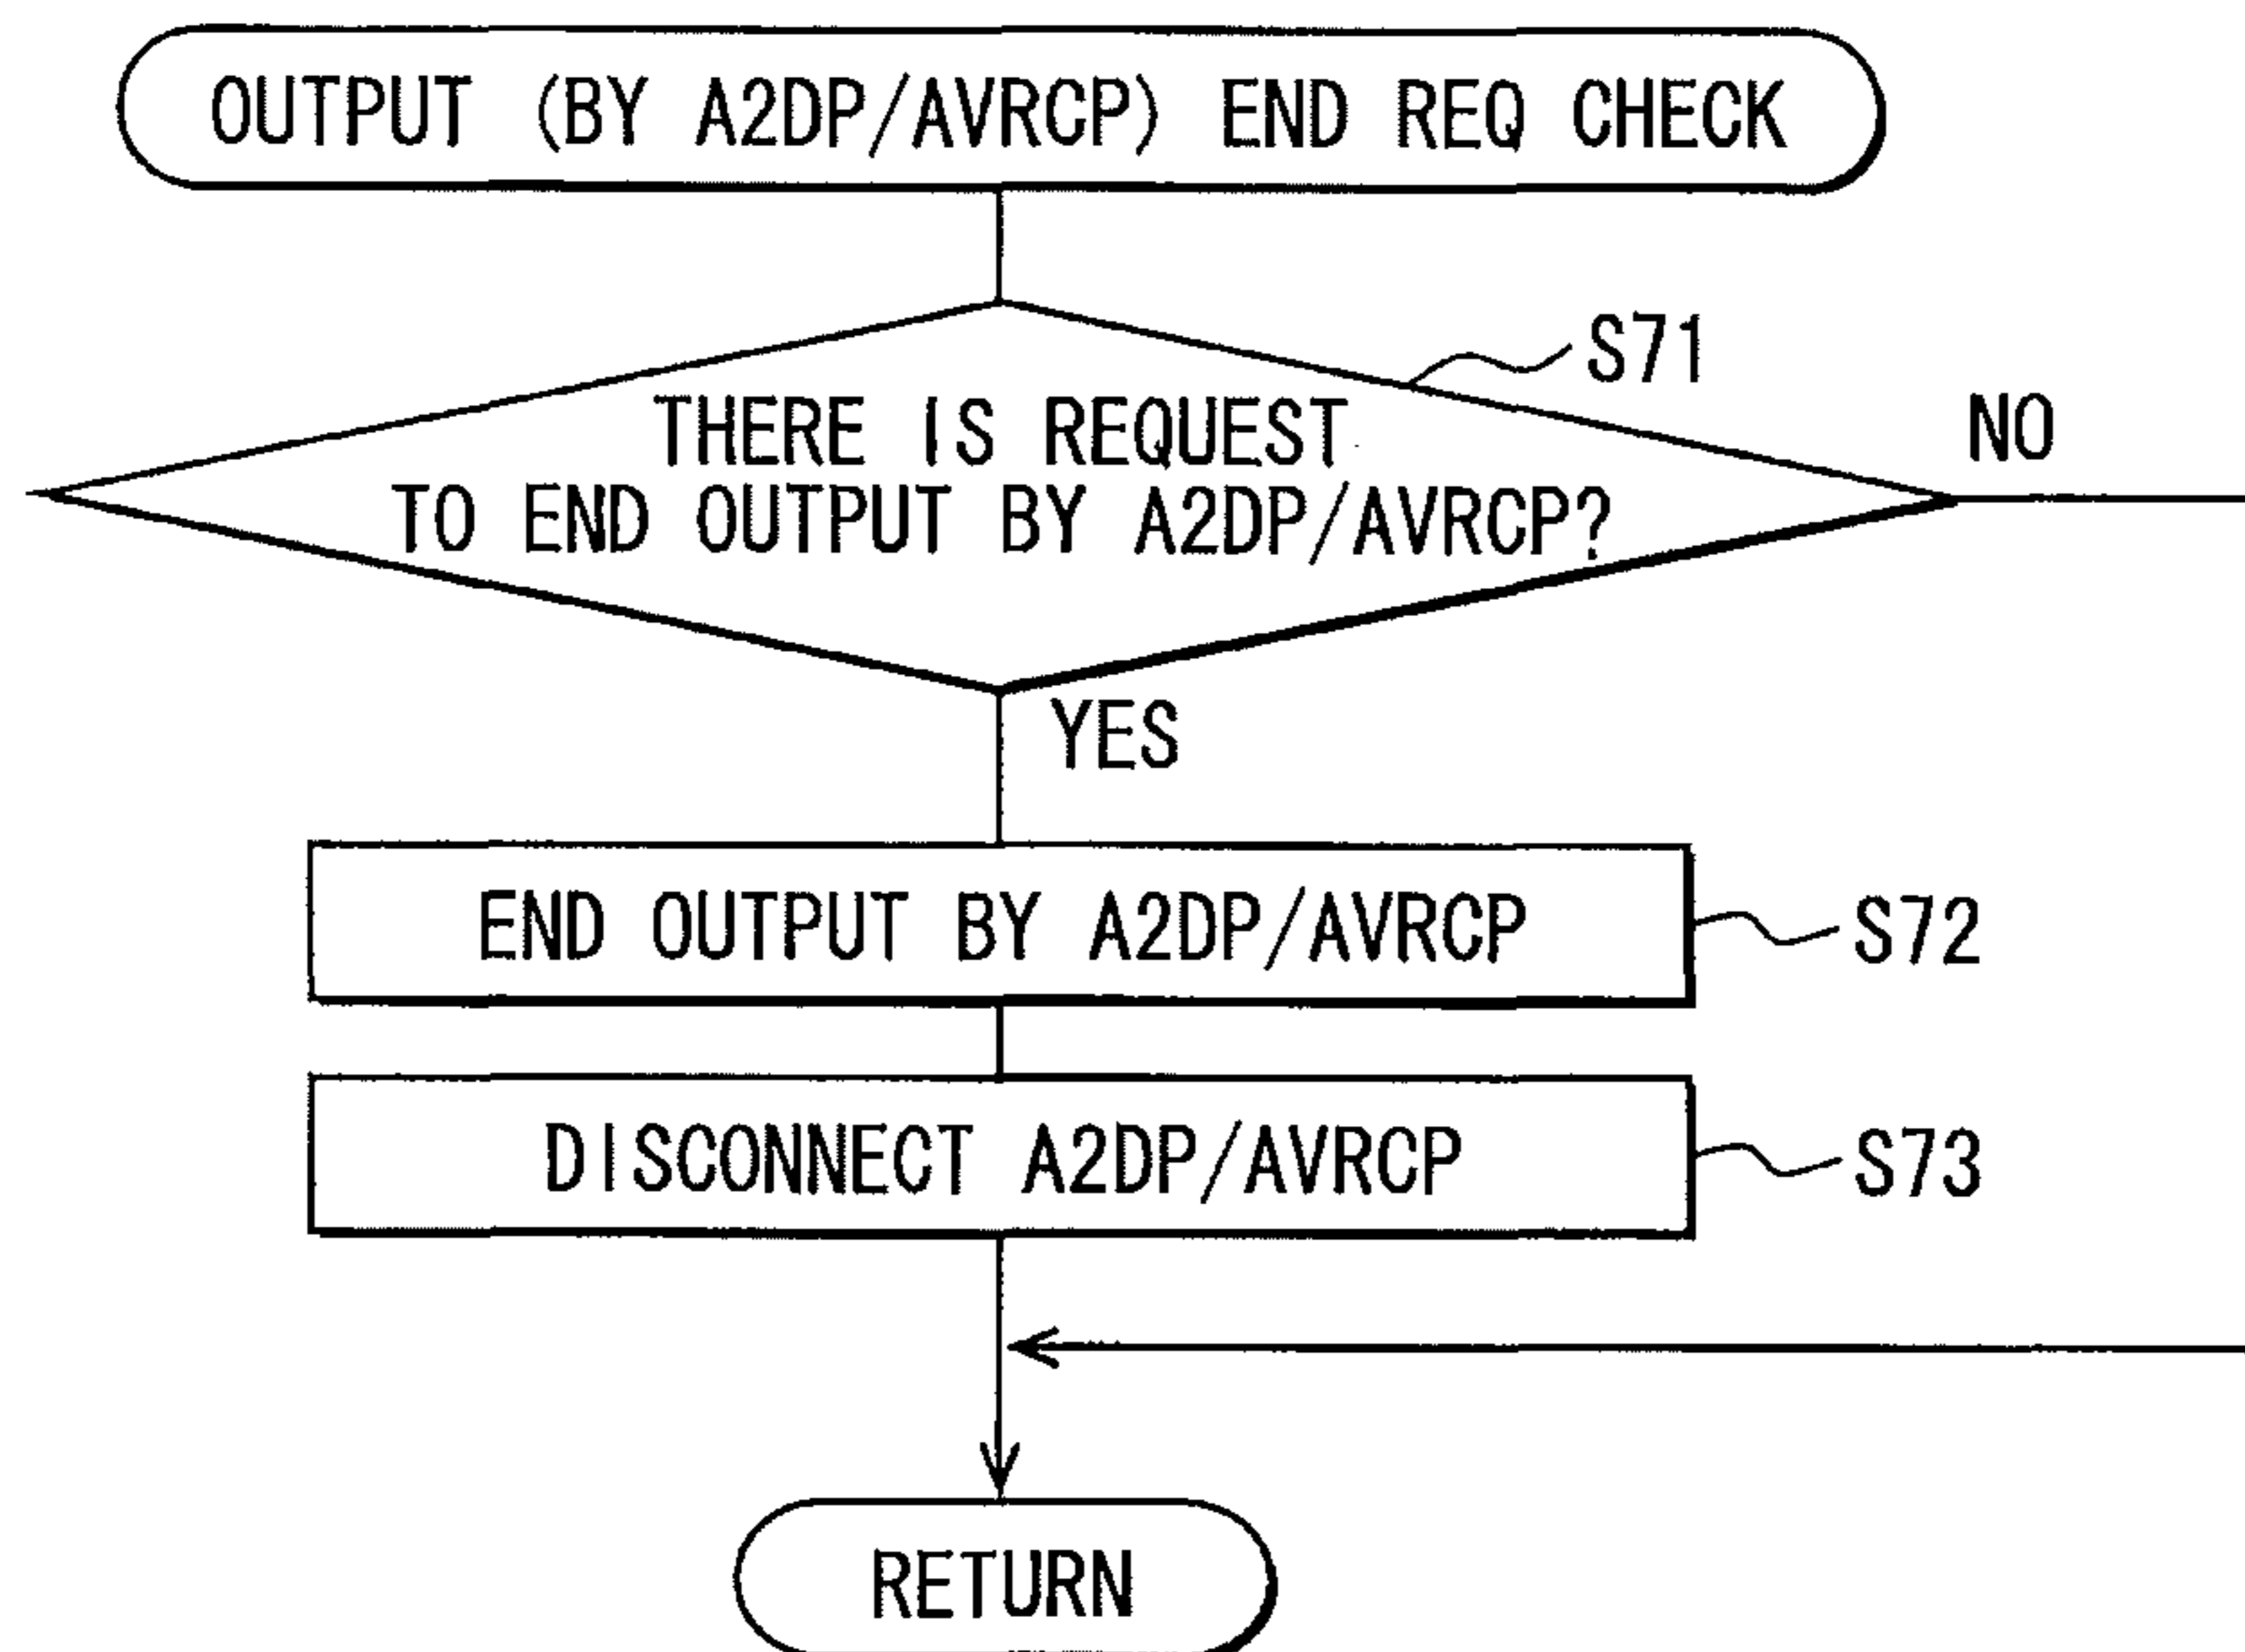 OUTPUT (BY A2DP/AVRCP) END REQ CHECK
S71
THERE IS REQUEST
TO END OUTPUT BY A2DP/AVRCP?
NO
YES
END OUTPUT BY A2DP/AVRCP
S72
DISCONNECT A2DP/AVRCP
S73
RETURN